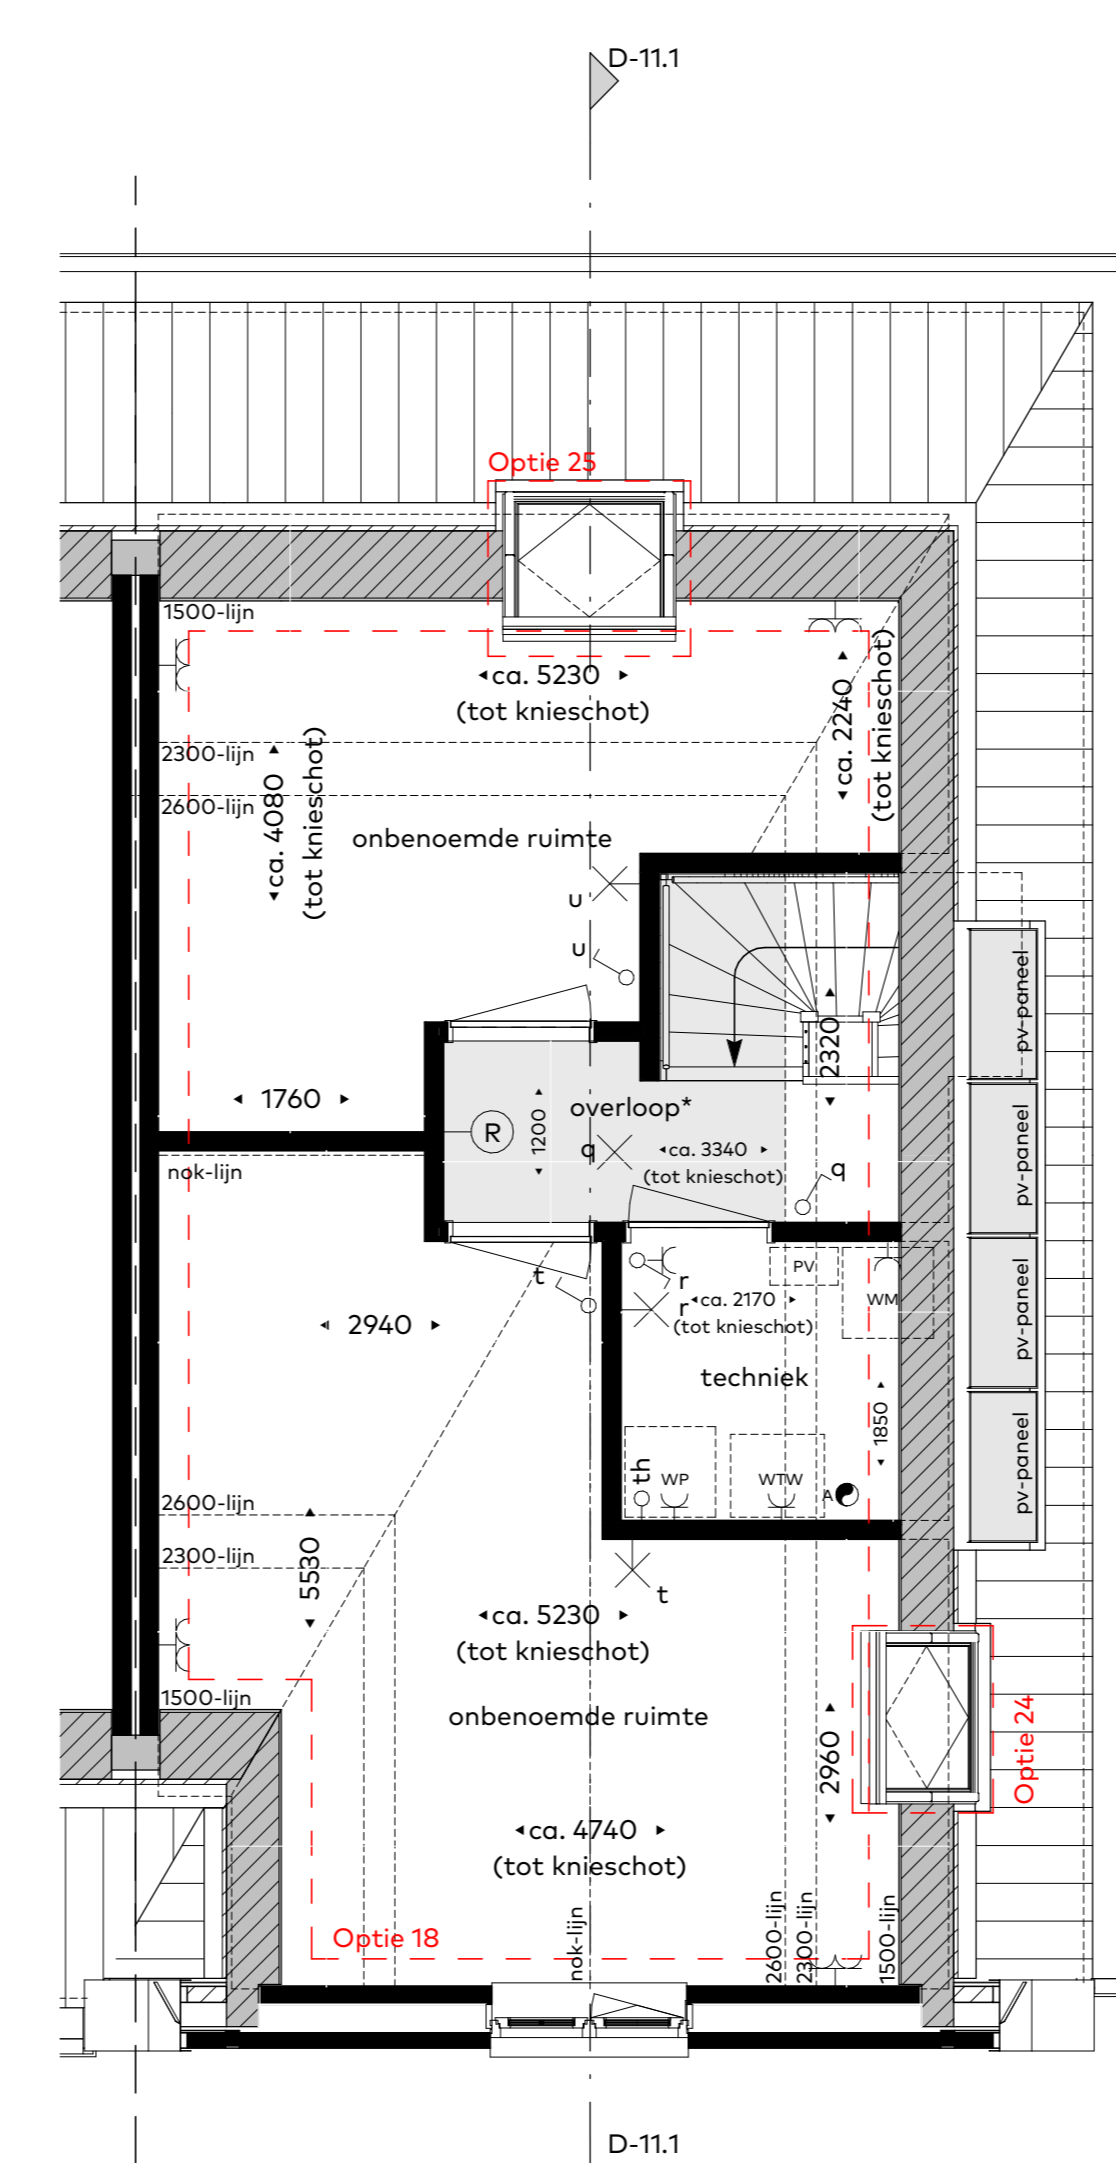 D-11.1
Optie 25
1500-lijn
ca. 5230
(tot knieschot)
ca. 2240
(tot knieschot)
2300-lijn
2600-lijn
ca. 4080
(tot knieschot)
onbenoemde ruimte
u
u
pv-paneel
2320
1760
overloop*
R
1200
q
ca. 3340
(tot knieschot)
q
pv-paneel
nok-lijn
t
r
r
PV
WM
ca. 2170
(tot knieschot)
pv-paneel
2940
techniek
1850
pv-paneel
th
WP
WTW
A
2600-lijn
2300-lijn
5530
t
ca. 5230
(tot knieschot)
1500-lijn
onbenoemde ruimte
2960
Optie 24
ca. 4740
(tot knieschot)
Optie 18
nok-lijn
2600-lijn
2300-lijn
1500-lijn
D-11.1